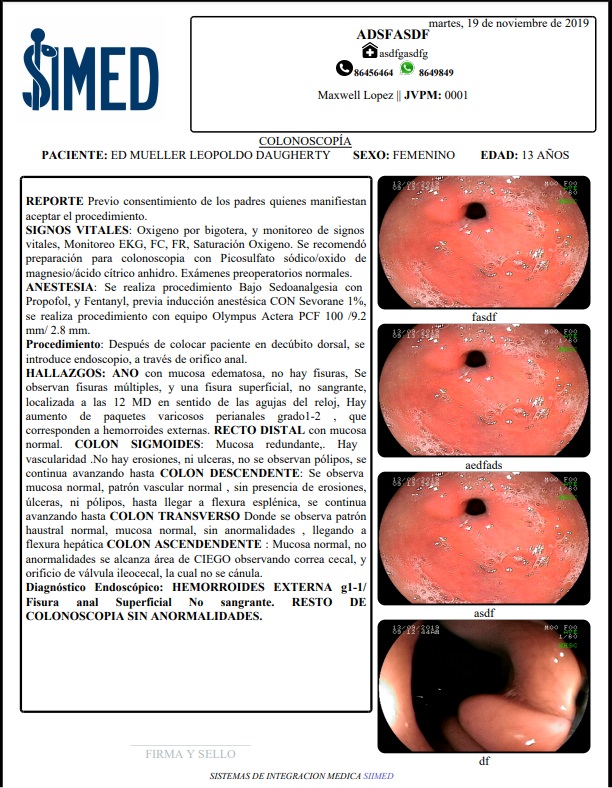 SIMED
martes, 19 de noviembre de 2019
ADSFASDF
asdfgasdfg
86456464 8649849
Maxwell Lopez || JVPM: 0001
COLONOSCOPÍA
PACIENTE: ED MUELLER LEOPOLDO DAUGHERTY SEXO: FEMENINO EDAD: 13 AÑOS
REPORTE Previo consentimiento de los padres quienes manifiestan
aceptar el procedimiento.
SIGNOS VITALES: Oxigeno por bigotera, y monitoreo de signos
vitales, Monitoreo EKG, FC, FR, Saturación Oxigeno. Se recomendó
preparación para colonoscopia con Picosulfato sódico/oxido de
magnesio/ácido cítrico anhidro. Exámenes preoperatorios normales.
ANESTESIA: Se realiza procedimiento Bajo Sedoanalgesia con
Propofol, y Fentanyl, previa inducción anestésica CON Sevorane 1%,
se realiza procedimiento con equipo Olympus Actera PCF 100 /9.2
mm/ 2.8 mm.
Procedimiento: Después de colocar paciente en decúbito dorsal, se
introduce endoscopio, a través de orifico anal.
HALLAZGOS: ANO con mucosa edematosa, no hay fisuras, Se
observan fisuras múltiples, y una fisura superficial, no sangrante,
localizada a las 12 MD en sentido de las agujas del reloj, Hay
aumento de paquetes varicosos perianales grado1-2 , que
corresponden a hemorroides externas. RECTO DISTAL con mucosa
normal. COLON SIGMOIDES: Mucosa redundante,. Hay
vascularidad .No hay erosiones, ni ulceras, no se observan pólipos, se
continua avanzando hasta COLON DESCENDENTE: Se observa
mucosa normal, patrón vascular normal , sin presencia de erosiones,
úlceras, ni pólipos, hasta llegar a flexura esplénica, se continua
avanzando hasta COLON TRANSVERSO Donde se observa patrón
haustral normal, mucosa normal, sin anormalidades , llegando a
flexura hepática COLON ASCENDENDENTE : Mucosa normal, no
anormalidades se alcanza área de CIEGO observando correa cecal, y
orificio de válvula ileocecal, la cual no se cánula.
Diagnóstico Endoscópico: HEMORROIDES EXTERNA g1-1/
Fisura anal Superficial No sangrante. RESTO DE
COLONOSCOPIA SIN ANORMALIDADES.
fasdf
aedfads
asdf
13/09/2019
09:12:44AM
df
FIRMA Y SELLO
SISTEMAS DE INTEGRACION MEDICA SIIMED